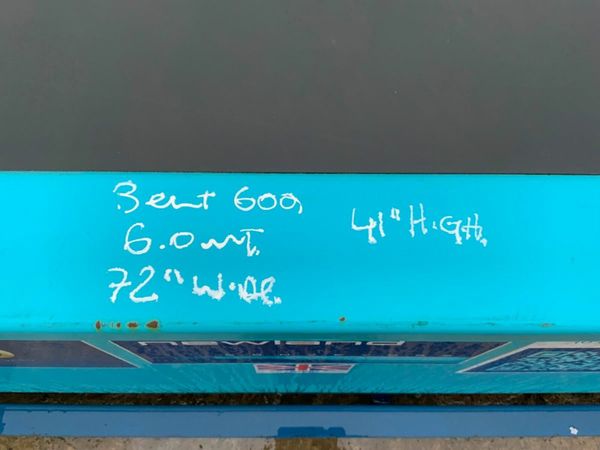 Bent 600
41" HiGH.
6.0 mT.
72" WiDe.